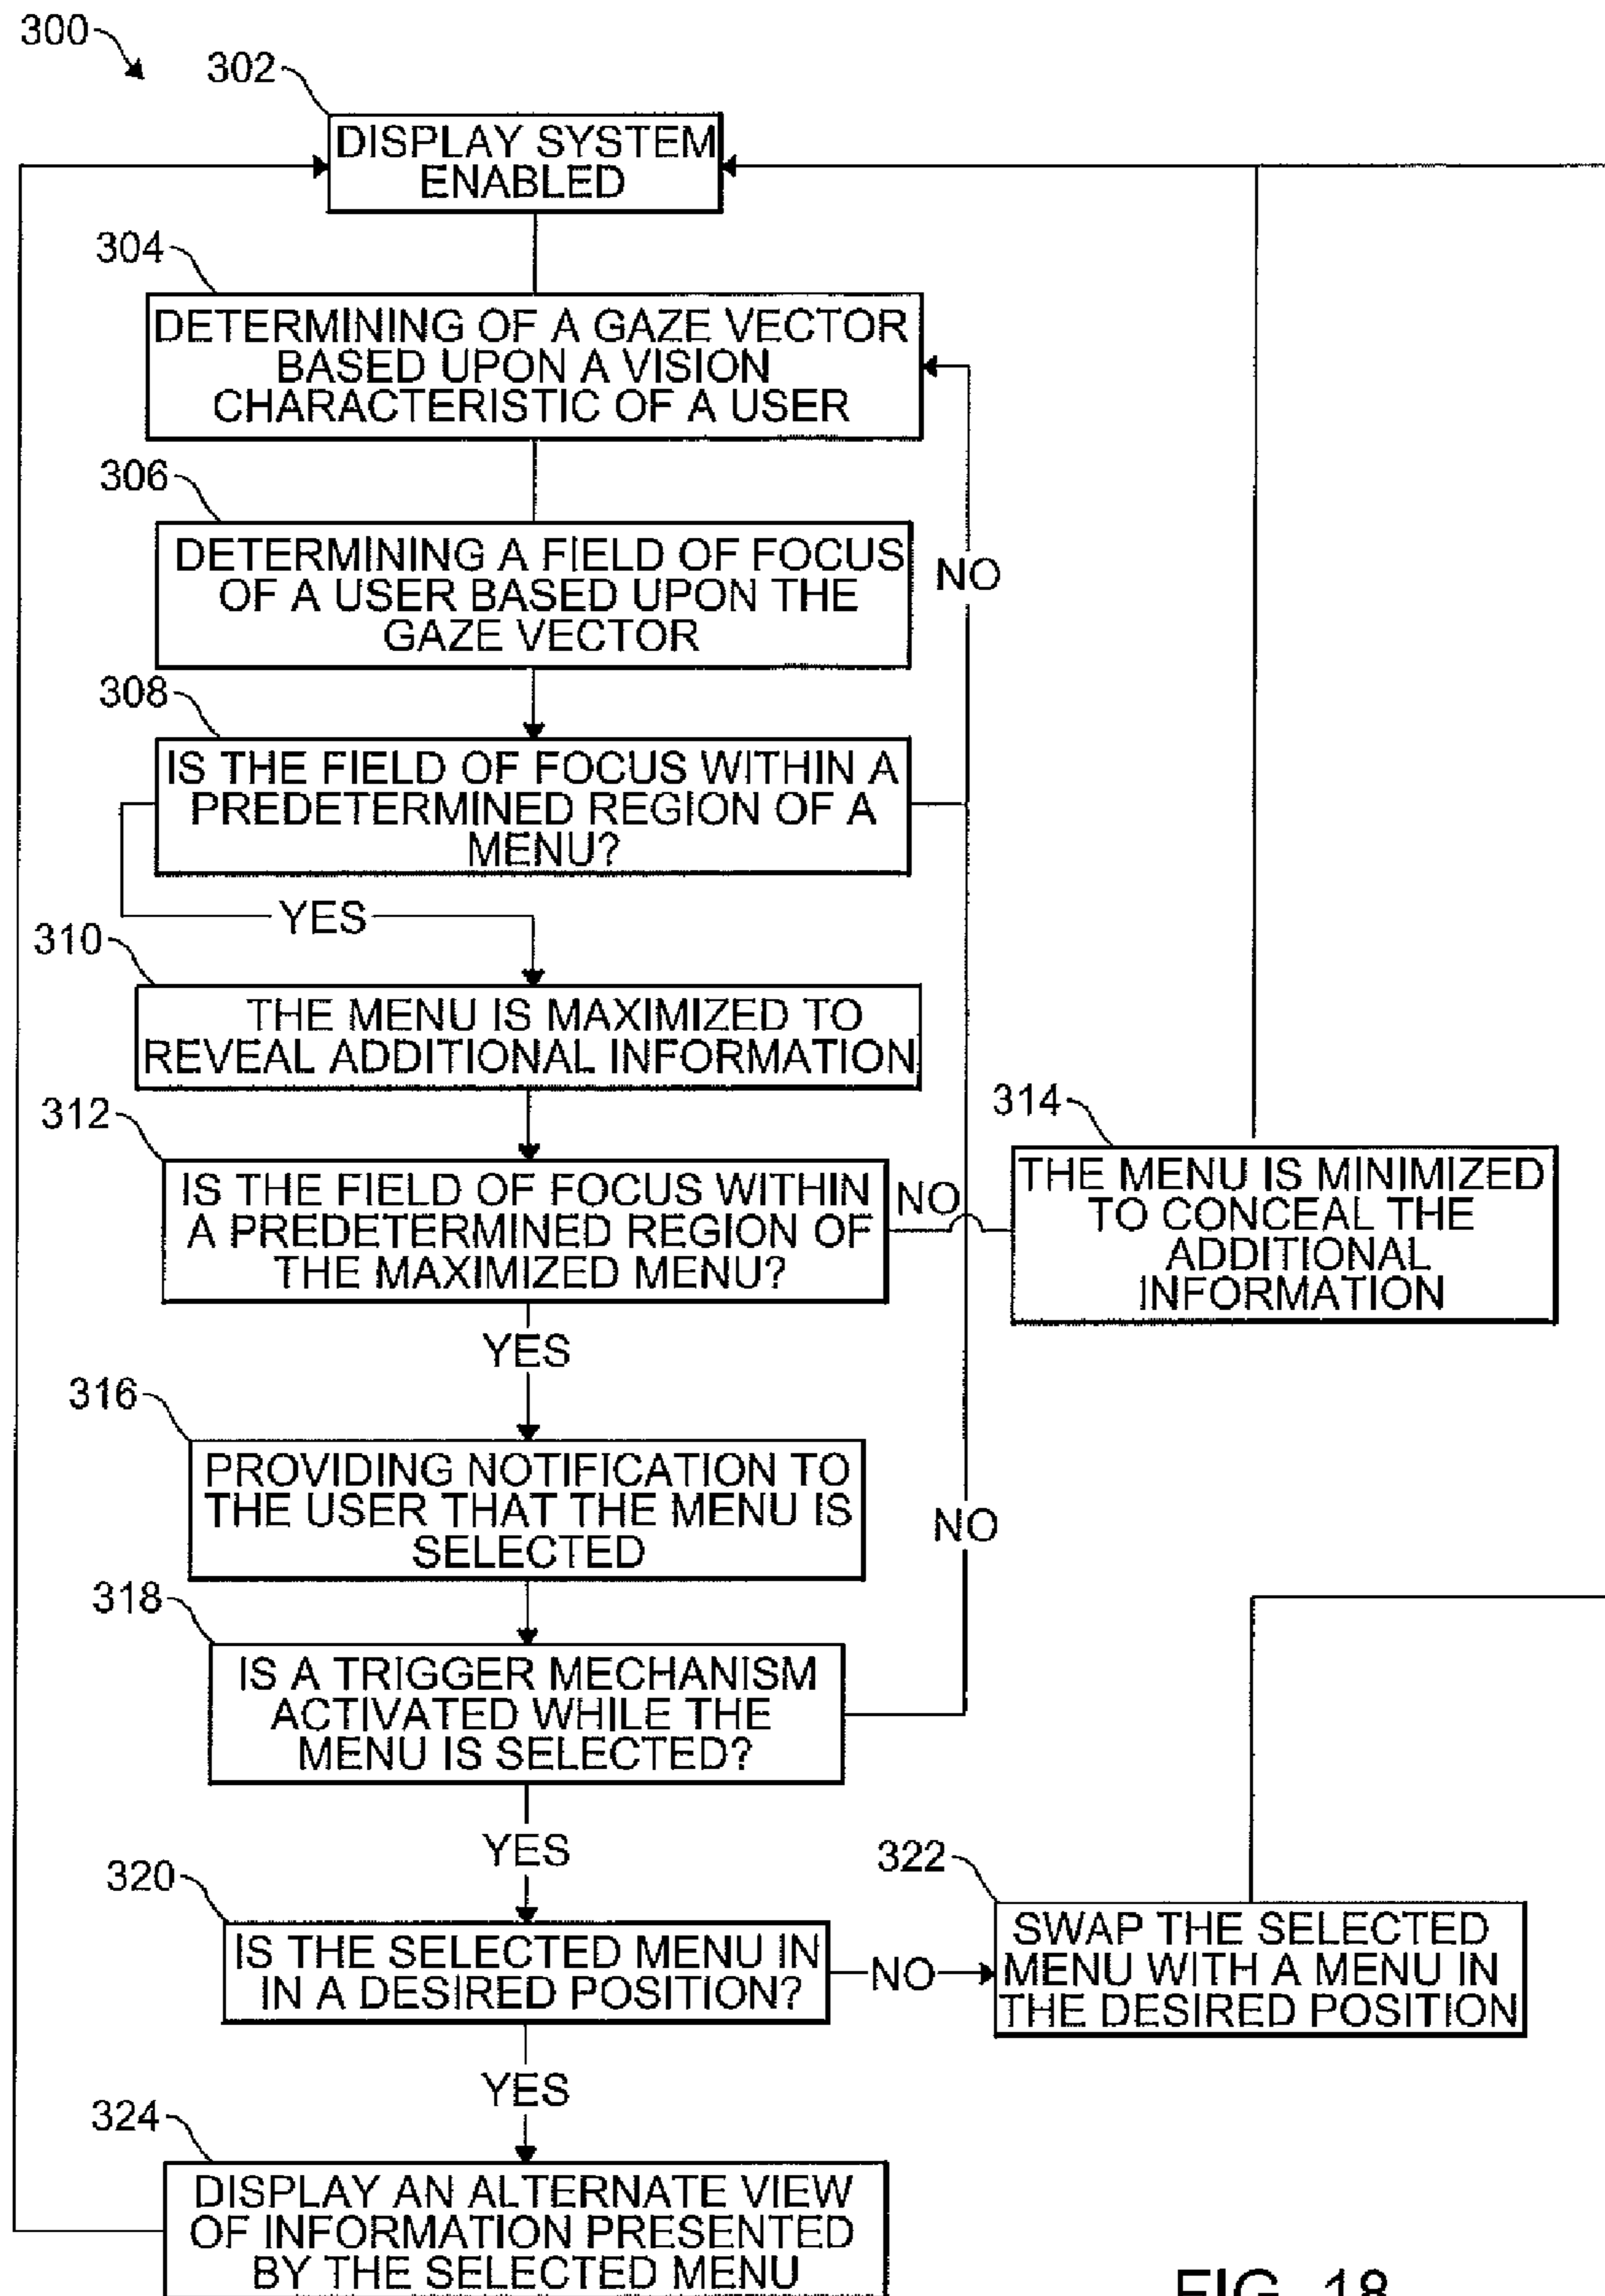 300
302
DISPLAY SYSTEM
ENABLED
304
DETERMINING OF A GAZE VECTOR
BASED UPON A VISION
CHARACTERISTIC OF A USER
306
DETERMINING A FIELD OF FOCUS
OF A USER BASED UPON THE
GAZE VECTOR
NO
308
IS THE FIELD OF FOCUS WITHIN A
PREDETERMINED REGION OF A
MENU?
YES
310
THE MENU IS MAXIMIZED TO
REVEAL ADDITIONAL INFORMATION
312
IS THE FIELD OF FOCUS WITHIN
A PREDETERMINED REGION OF
THE MAXIMIZED MENU?
NO
314
THE MENU IS MINIMIZED
TO CONCEAL THE
ADDITIONAL
INFORMATION
YES
316
PROVIDING NOTIFICATION TO
THE USER THAT THE MENU IS
SELECTED
NO
318
IS A TRIGGER MECHANISM
ACTIVATED WHILE THE
MENU IS SELECTED?
YES
320
IS THE SELECTED MENU IN
IN A DESIRED POSITION?
NO
322
SWAP THE SELECTED
MENU WITH A MENU IN
THE DESIRED POSITION
YES
324
DISPLAY AN ALTERNATE VIEW
OF INFORMATION PRESENTED
BY THE SELECTED MENU
FIG. 18